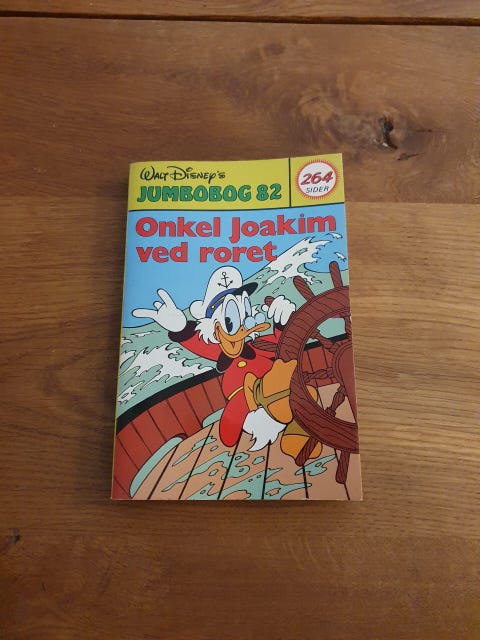 Walt Disney's
JUMBOBOG 82
264
SIDER
Onkel Joakim
ved roret